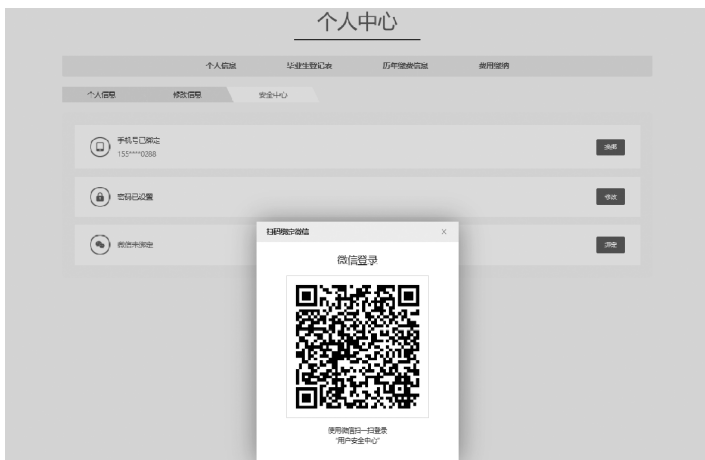 个人中心
个人信息 毕业生登记表 历年缴费信息 费用缴纳
个人信息 修改信息 安全中心
手机号已绑定
155****0388
换绑
密码已设置
修改
微信未绑定
绑定
扫码绑定微信 X
微信登录
使用微信扫一扫登录
“用户安全中心”